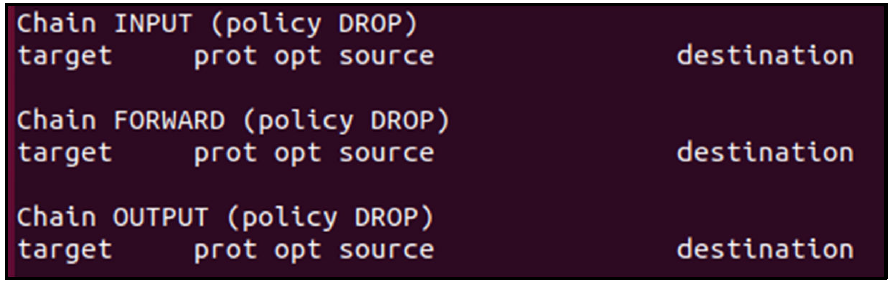 Chain INPUT (policy DROP)
target prot opt source destination
Chain FORWARD (policy DROP)
target prot opt source destination
Chain OUTPUT (policy DROP)
target prot opt source destination